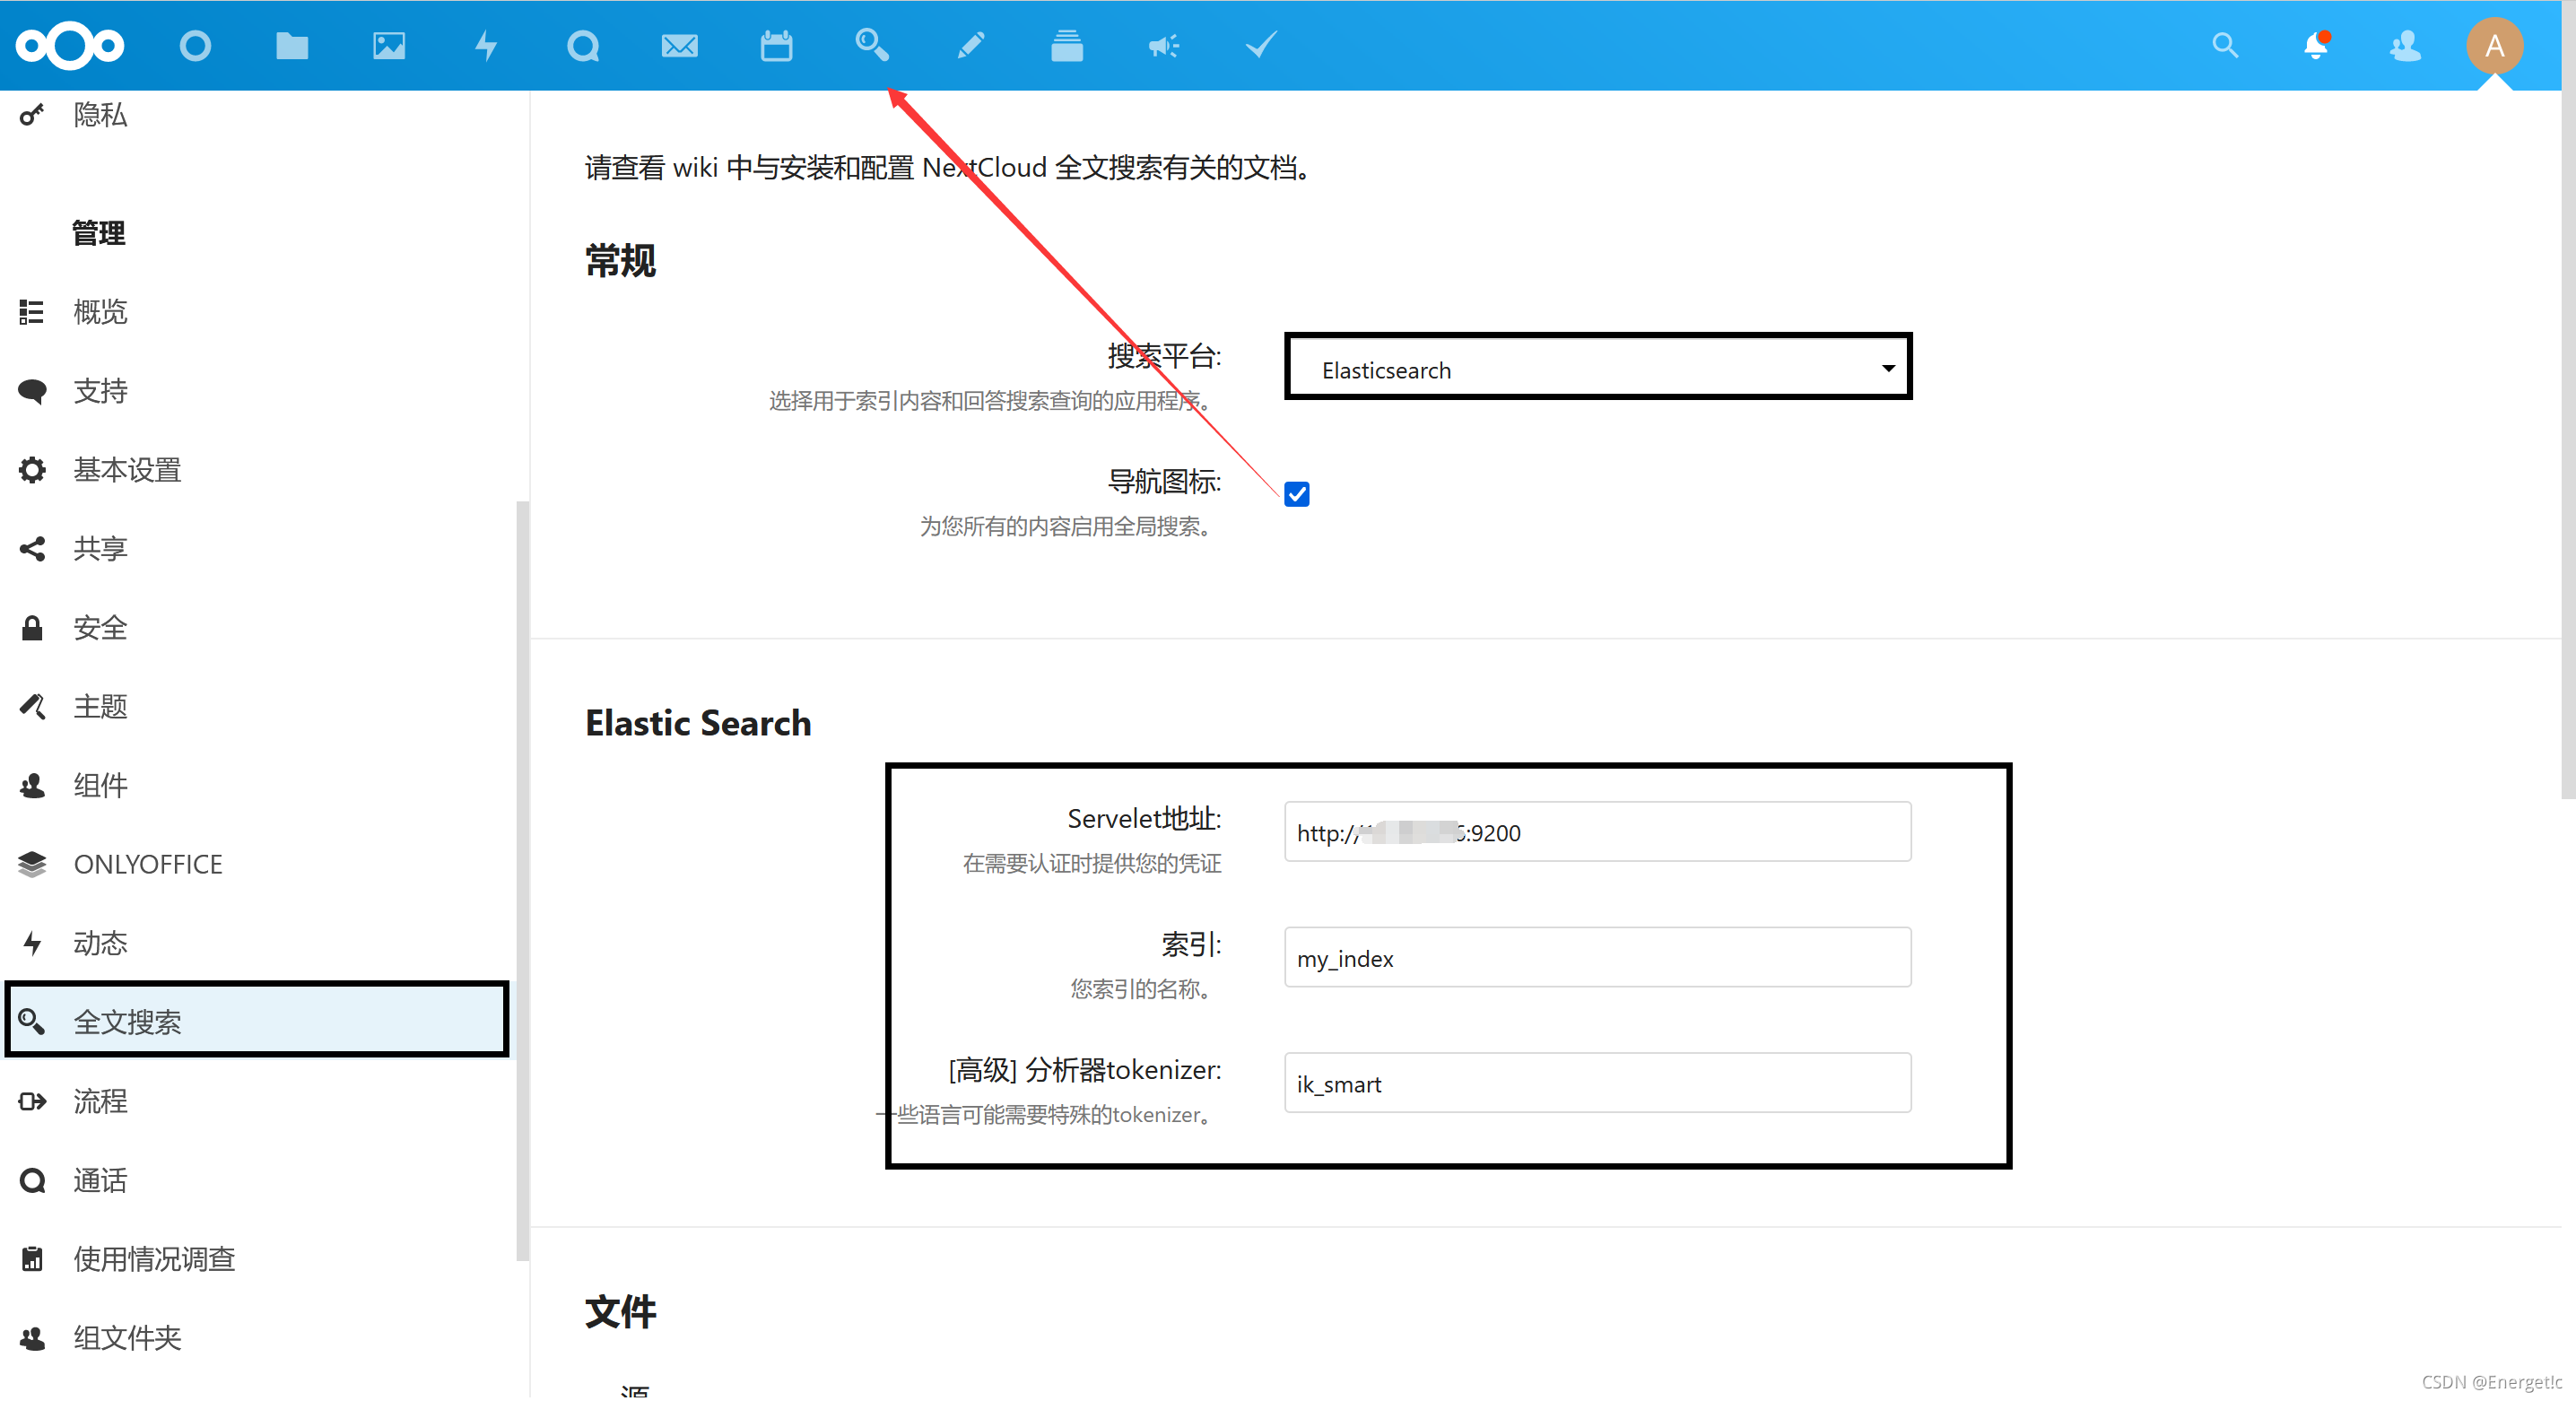 A
隐私
管理
概览
支持
基本设置
共享
安全
主题
组件
ONLYOFFICE
动态
全文搜索
流程
通话
使用情况调查
组文件夹
请查看 wiki 中与安装和配置 NextCloud 全文搜索有关的文档。
常规
搜索平台:
Elasticsearch
选择用于索引内容和回答搜索查询的应用程序。
导航图标:
为您所有的内容启用全局搜索。
Elastic Search
Servelet地址:
http:// :9200
在需要认证时提供您的凭证
索引:
my_index
您索引的名称。
[高级] 分析器tokenizer:
ik_smart
一些语言可能需要特殊的tokenizer。
文件
源
CSDN @Energet!c